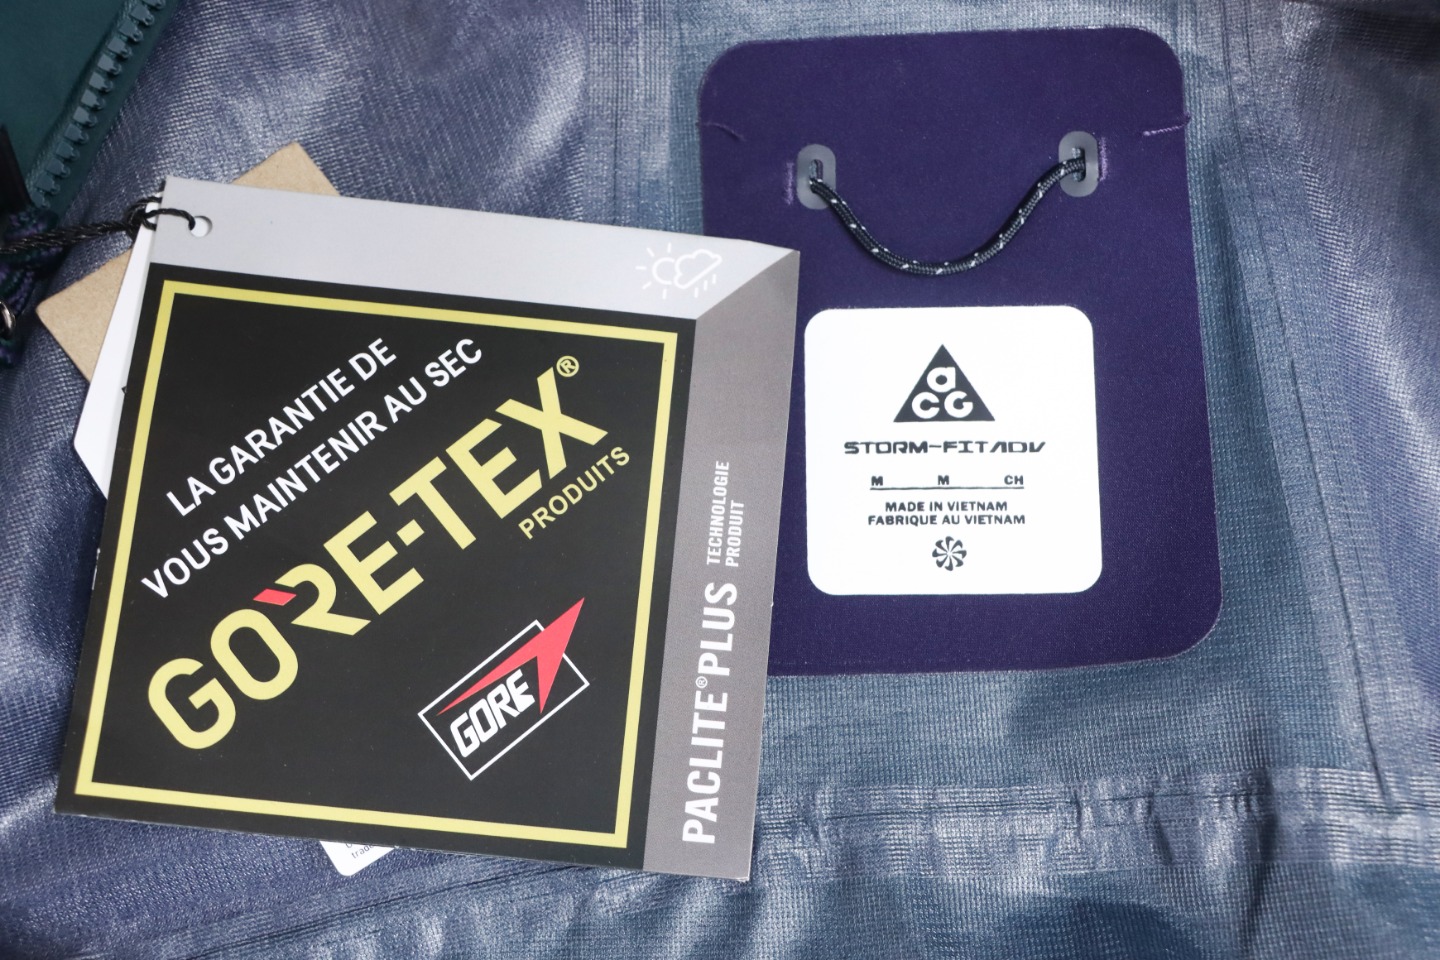 LA GARANTIE DE
VOUS MAINTENIR AU SEC
GORE-TEX®
PRODUITS
GORE
PACLITE® PLUS TECHNOLOGIE
PRODUIT
a
CG
STORM-FIT ADV
M M CH
MADE IN VIETNAM
FABRIQUE AU VIETNAM